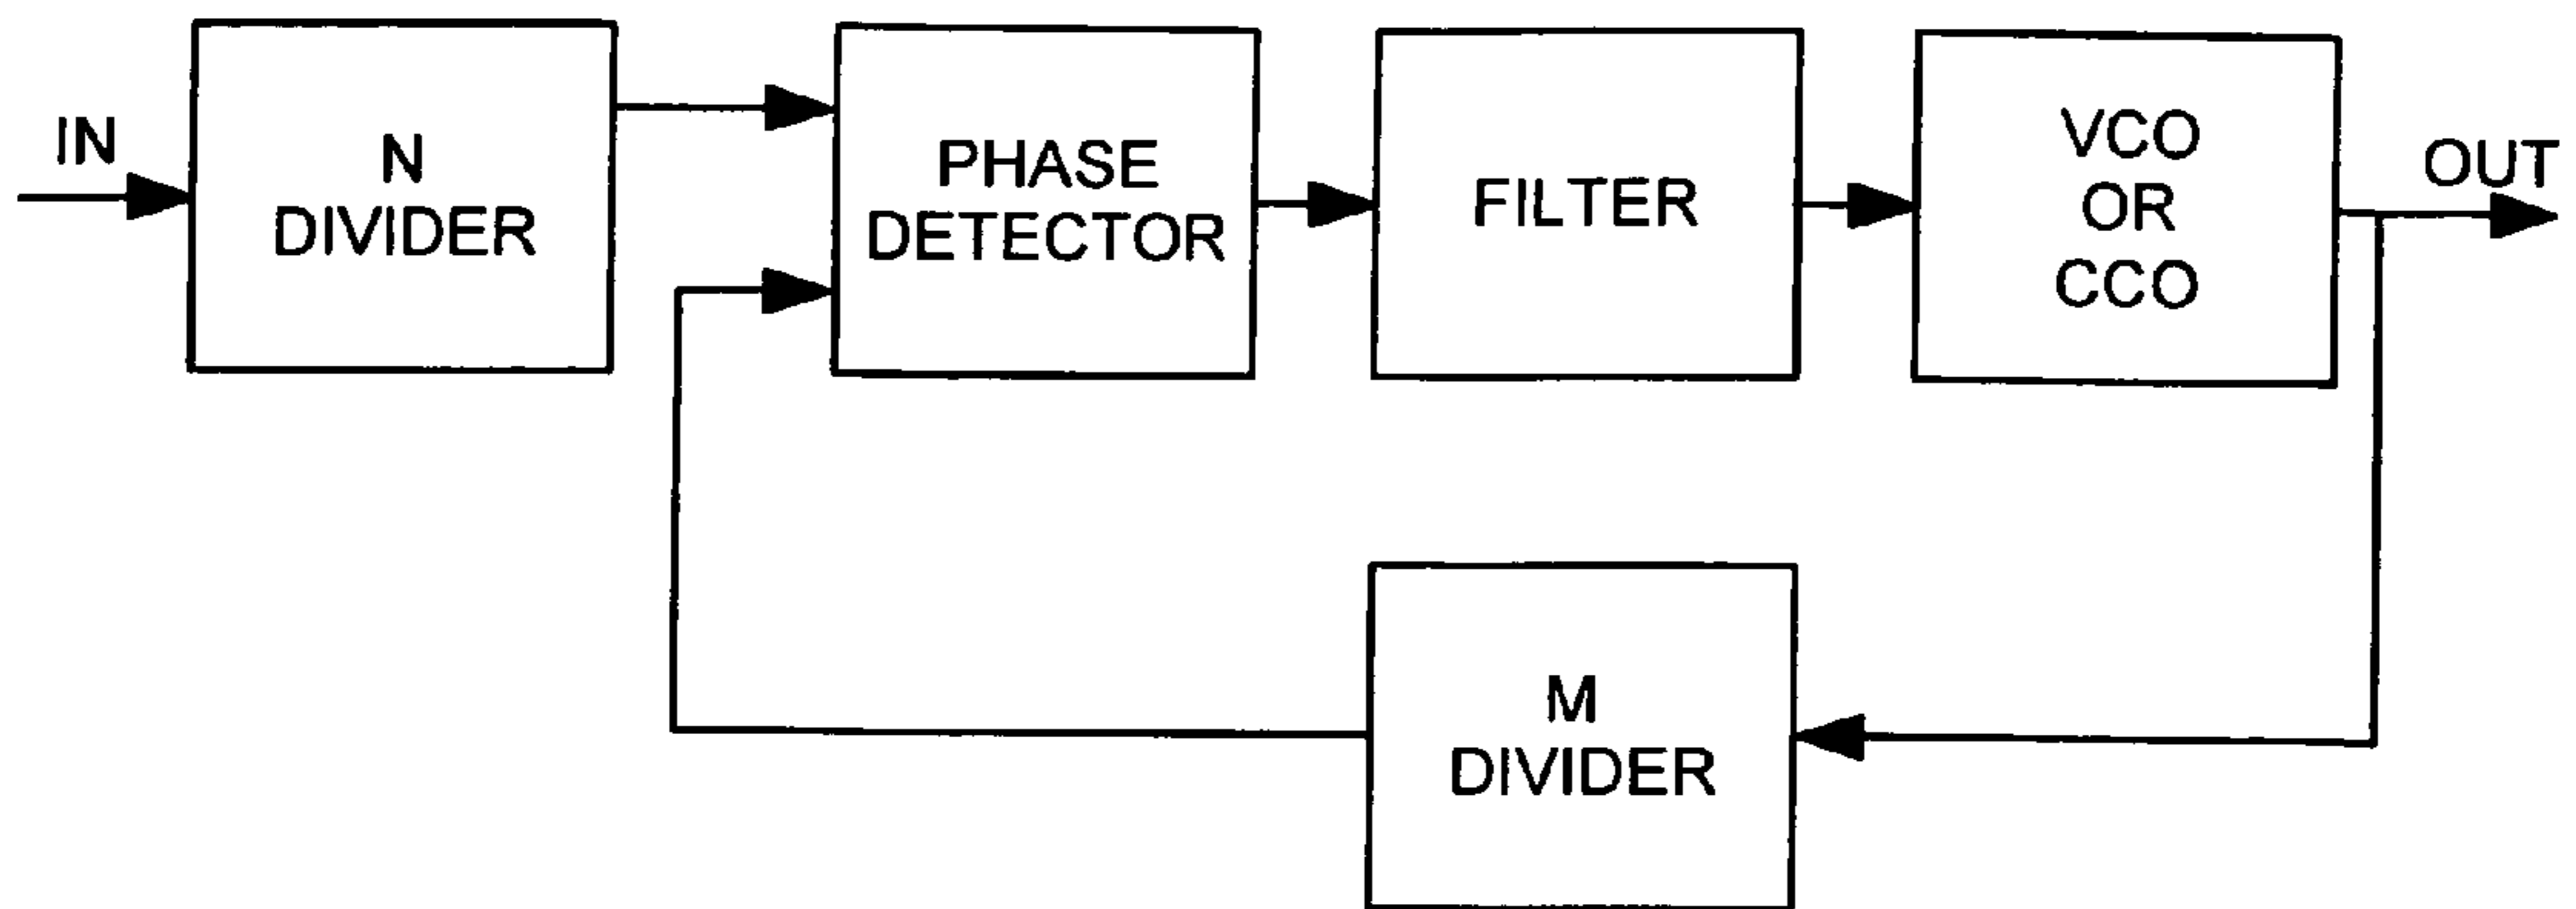 IN
N
DIVIDER
PHASE
DETECTOR
FILTER
VCO
OR
CCO
OUT
M
DIVIDER